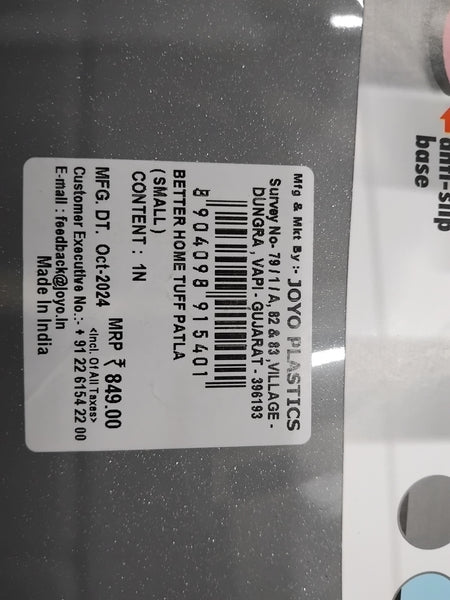 Mfg & Mkt By :- JOYO PLASTICS
Survey No- 79 / 1 / A, 82 & 83 ,VILLAGE -
DUNGRA , VAPI - GUJARAT - 396193
8 904098 915401
BETTER HOME TUFF PATLA
( SMALL )
CONTENT : 1N
MFG. DT. Oct-2024 MRP ₹ 849.00
<Incl. Of All Taxes>
Customer Executive No.:- + 91 22 6154 22 00
E-mail : feedback@joyo.in
Made In India
anti-slip
base